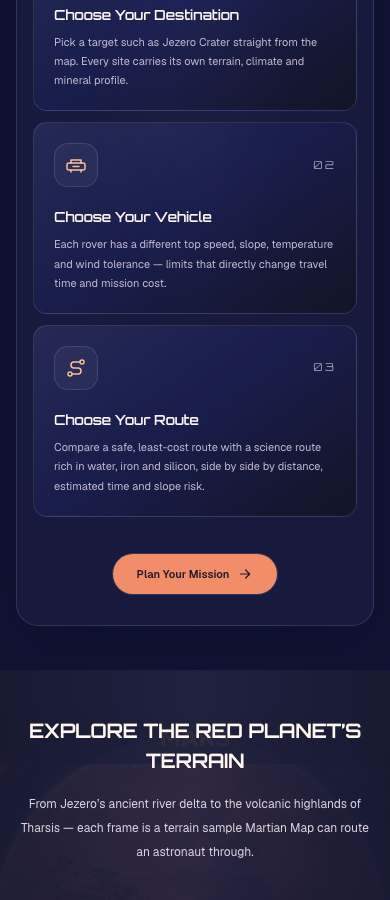 Choose Your Destination
Pick a target such as Jezero Crater straight from the
map. Every site carries its own terrain, climate and
mineral profile.
02
Choose Your Vehicle
Each rover has a different top speed, slope, temperature
and wind tolerance — limits that directly change travel
time and mission cost.
03
Choose Your Route
Compare a safe, least-cost route with a science route
rich in water, iron and silicon, side by side by distance,
estimated time and slope risk.
Plan Your Mission
EXPLORE THE RED PLANET'S
TERRAIN
From Jezero's ancient river delta to the volcanic highlands of
Tharsis — each frame is a terrain sample Martian Map can route
an astronaut through.